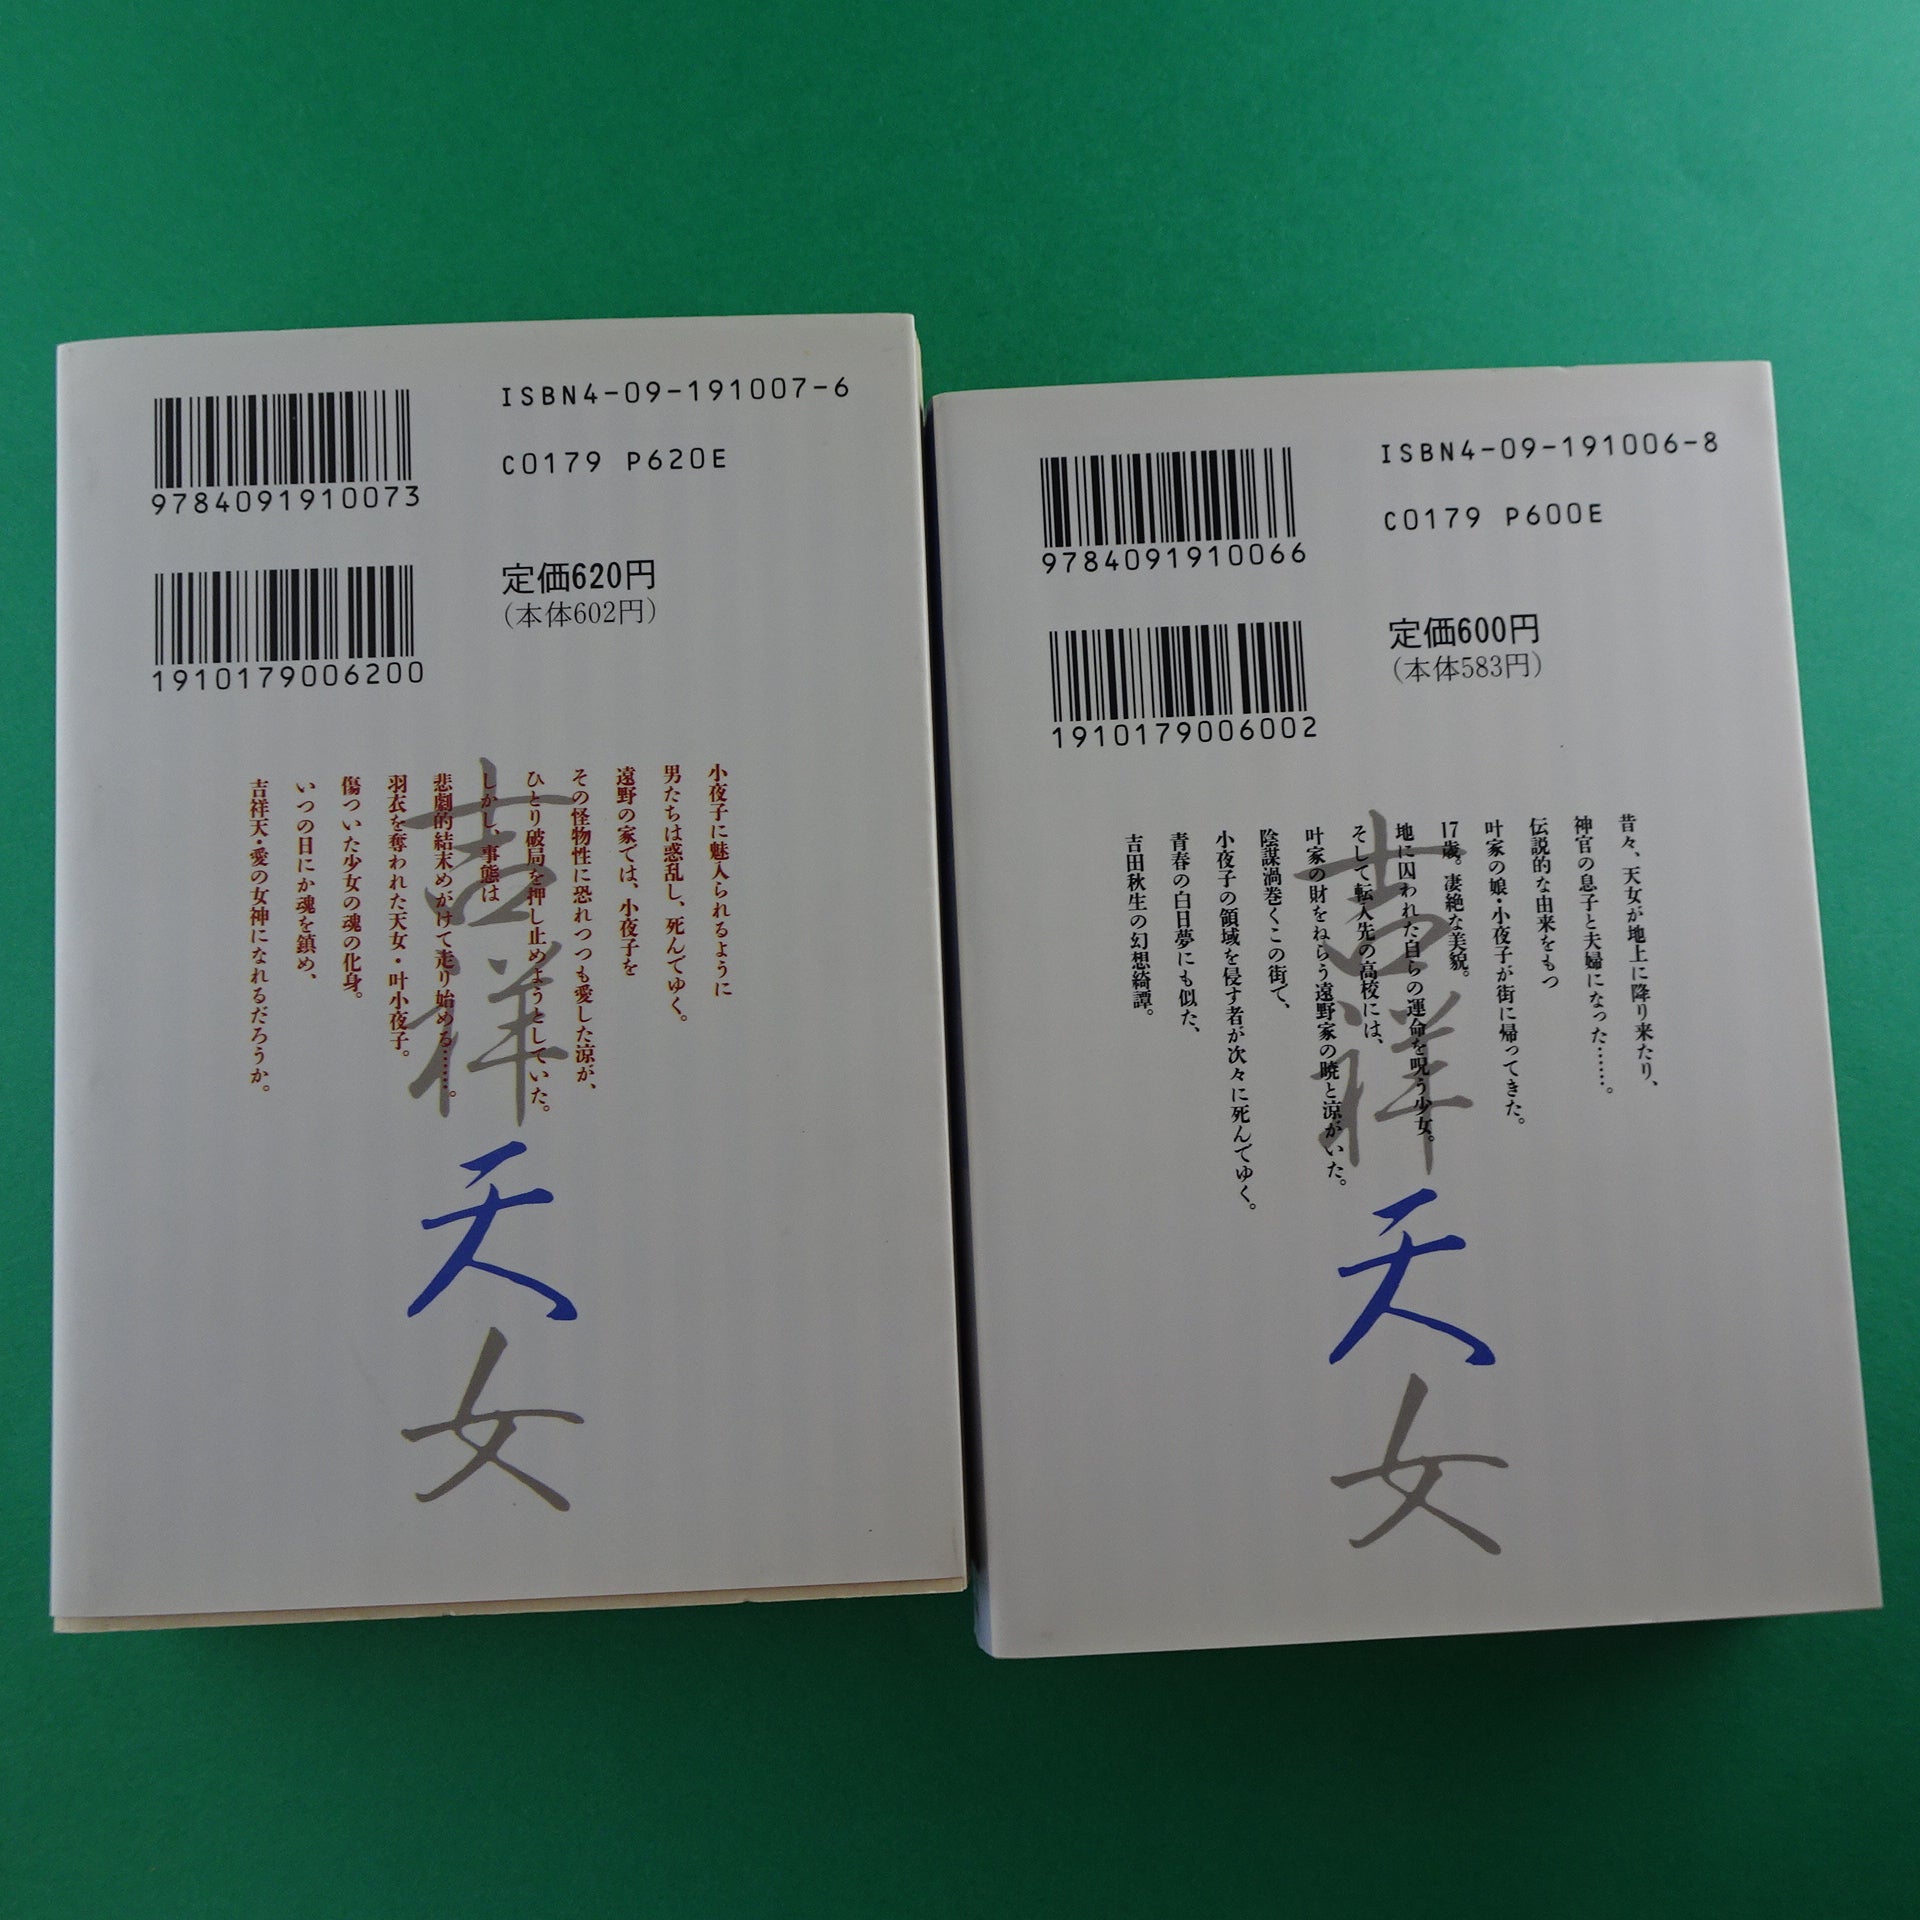 ISBN4-09-191007-6
C0179 P620E
9784091910073
定価620円
(本体602円)
1910179006200
小夜子に魅入られるように
男たちは惑乱し、死んでゆく。
遠野の家では、小夜子を
その怪物性に恐れつつも愛した涼が、
ひとり破局を押し止めようとしていた。
しかし、事態は
悲劇的結末めがけて走り始める……。
羽衣を奪われた天女・叶小夜子。
傷ついた少女の魂の化身。
いつの日にか魂を鎮め、
吉祥天・愛の女神になれるだろうか。
吉祥天女
ISBN4-09-191006-8
C0179 P600E
9784091910066
定価600円
(本体583円)
1910179006002
昔々、天女が地上に降り来たり、
神官の息子と夫婦になった……。
伝説的な由来をもつ
叶家の娘・小夜子が街に帰ってきた。
17歳。凄絶な美貌。
地に囚われた自らの運命を呪う少女。
そして転入先の高校には、
叶家の財をねらう遠野家の暁と涼がいた。
陰謀渦巻くこの街で、
小夜子の領域を侵す者が次々に死んでゆく。
青春の白日夢にも似た、
吉田秋生の幻想綺譚。
吉祥天女